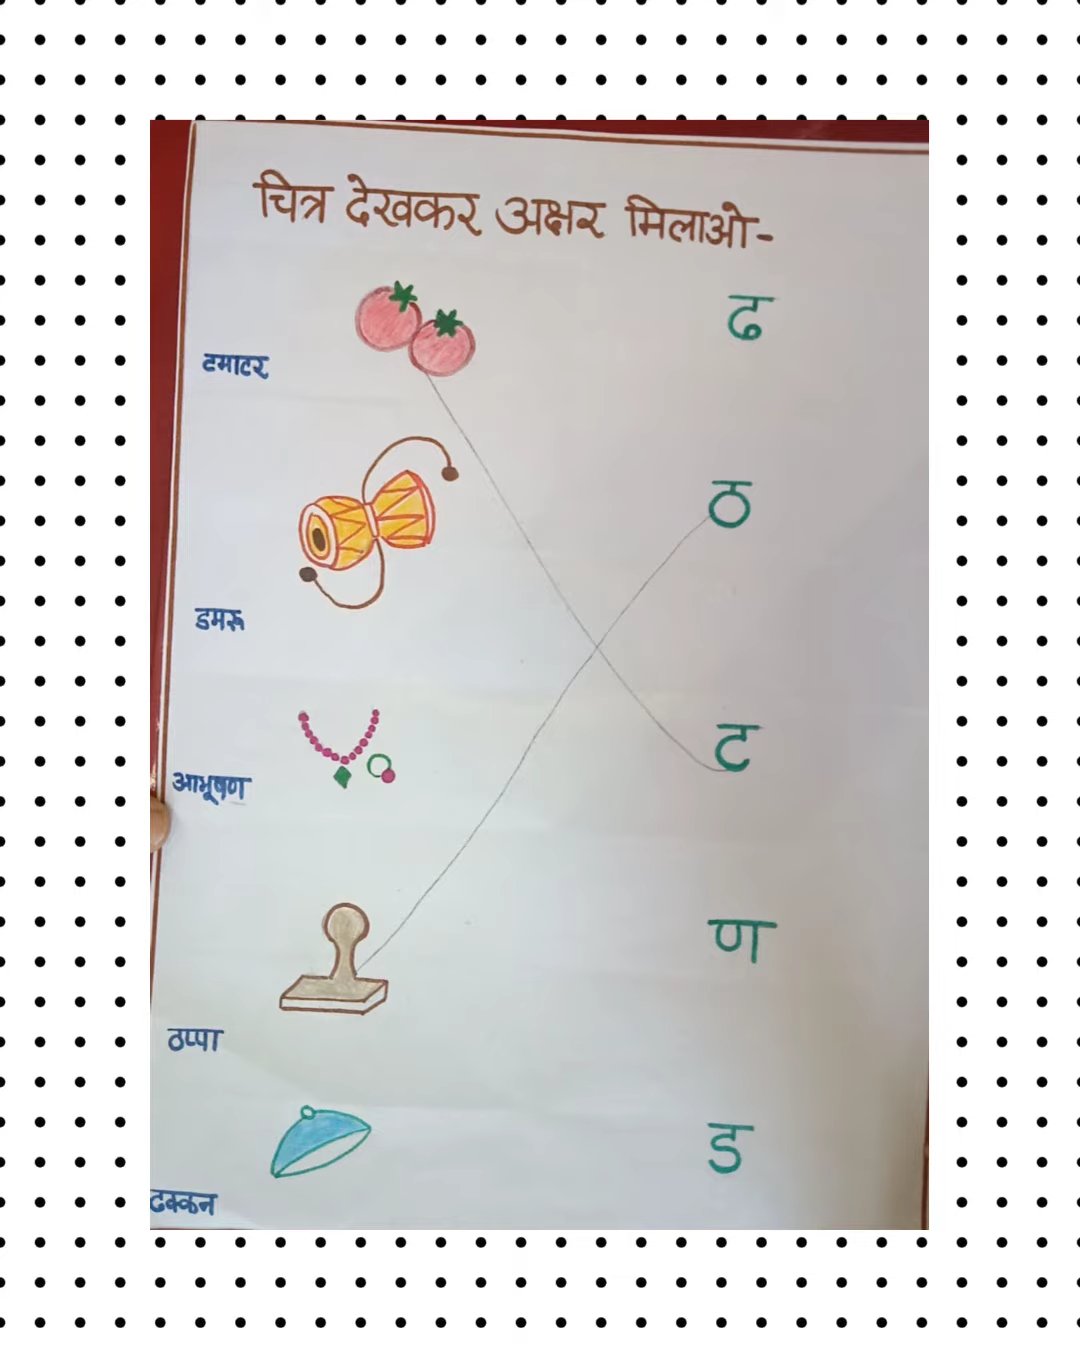 चित्र देखकर अक्षर मिलाओ-
टमाटर
ढ
डमरू
ठ
आभूषण
ट
ठप्पा
ण
ढक्कन
ड